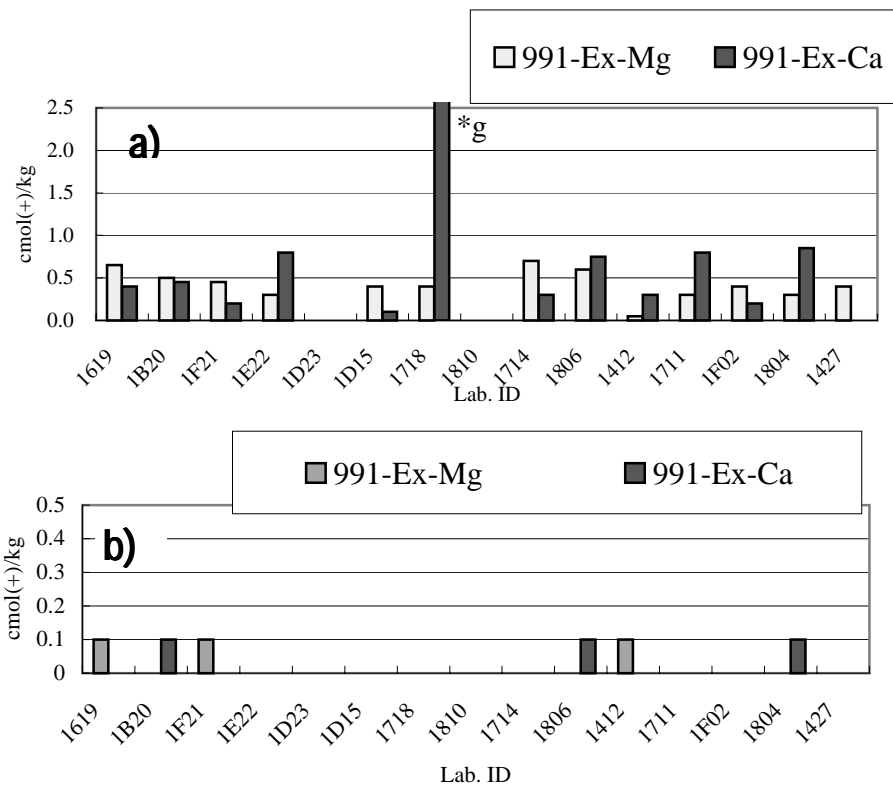 991-Ex-Mg 991-Ex-Ca
a)
*g
2.5
2.0
1.5
1.0
0.5
0.0
cmol(+)/kg
1619 1B20 1F21 1E22 1D23 1D15 1718 1810 1714 1806 1412 1711 1F02 1804 1427
Lab. ID
991-Ex-Mg 991-Ex-Ca
b)
0.5
0.4
0.3
0.2
0.1
0
cmol(+)/kg
1619 1B20 1F21 1E22 1D23 1D15 1718 1810 1714 1806 1412 1711 1F02 1804 1427
Lab. ID